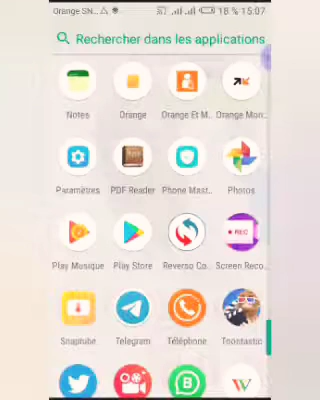 Orange SN... 18 % 15:07
Rechercher dans les applications
Notes Orange Orange Et M.. Orange Mon..
Paramètres PDF Reader Phone Mast.. Photos
Play Musique Play Store Reverso Co.. Screen Reco..
REC
Snaptube Telegram Téléphone Toontastic